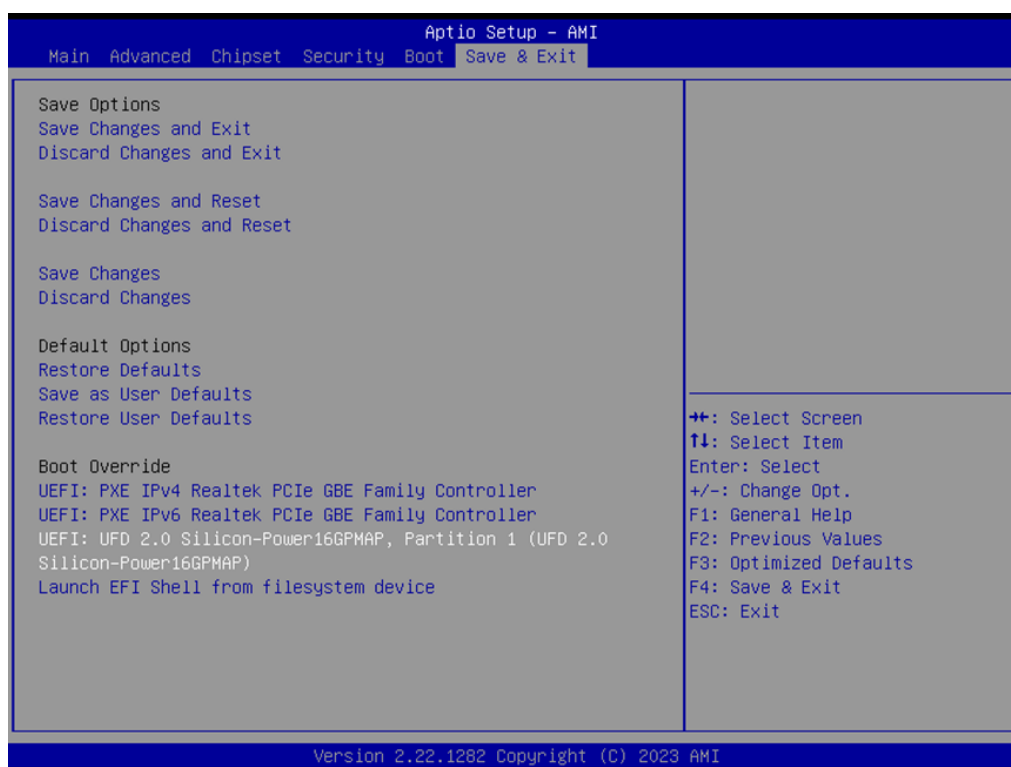 Aptio Setup - AMI
Main Advanced Chipset Security Boot Save & Exit
Save Options
Save Changes and Exit
Discard Changes and Exit
Save Changes and Reset
Discard Changes and Reset
Save Changes
Discard Changes
Default Options
Restore Defaults
Save as User Defaults
Restore User Defaults
Boot Override
UEFI: PXE IPv4 Realtek PCIe GBE Family Controller
UEFI: PXE IPv6 Realtek PCIe GBE Family Controller
UEFI: UFD 2.0 Silicon-Power16GPMAP, Partition 1 (UFD 2.0
Silicon-Power16GPMAP)
Launch EFI Shell from filesystem device
→←: Select Screen
↑↓: Select Item
Enter: Select
+/-: Change Opt.
F1: General Help
F2: Previous Values
F3: Optimized Defaults
F4: Save & Exit
ESC: Exit
Version 2.22.1282 Copyright (C) 2023 AMI